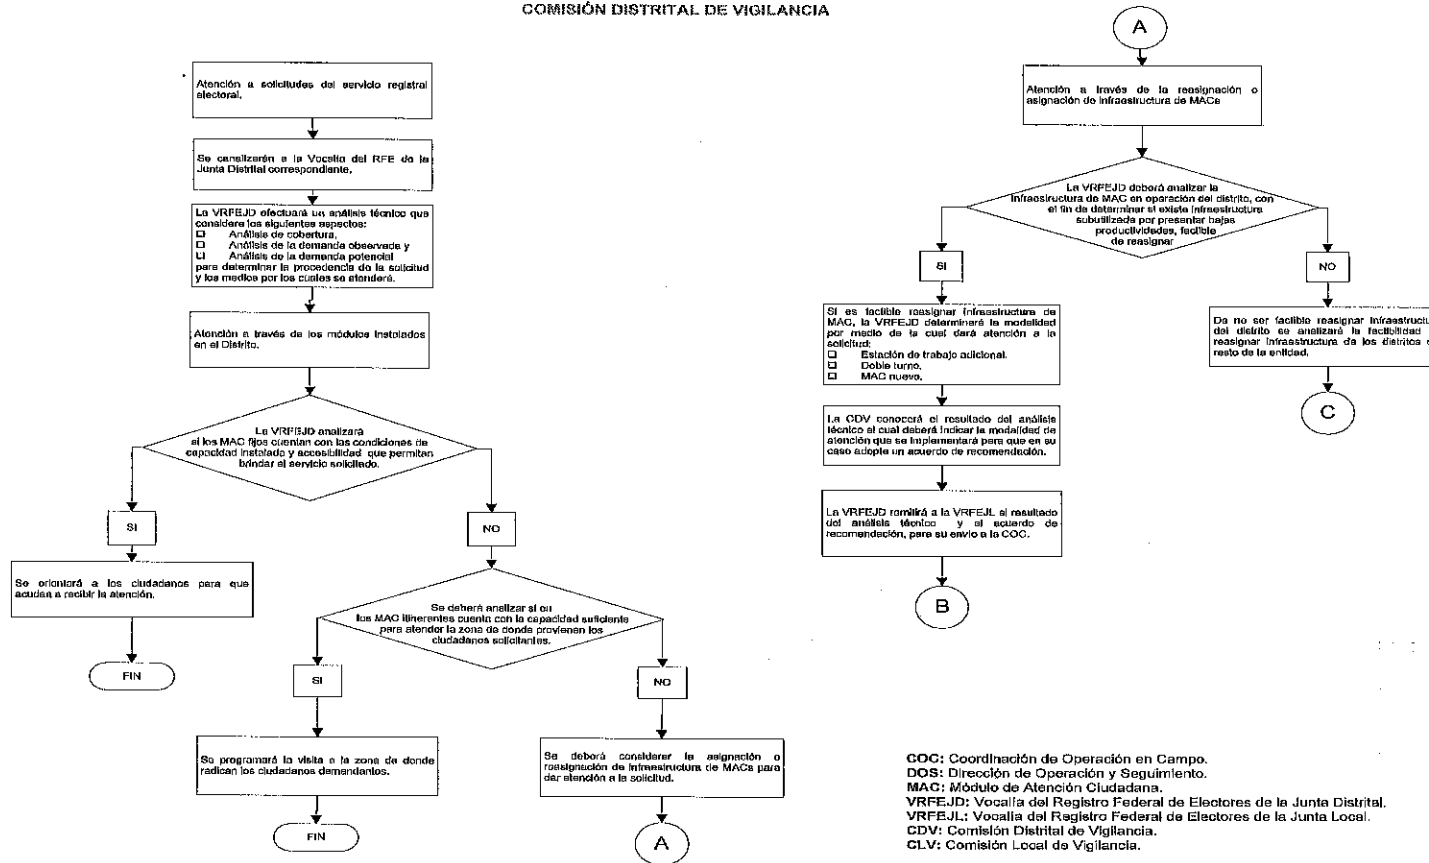 COMISIÓN DISTRITAL DE VIGILANCIA
Atención a solicitudes del servicio registral
electoral.
Se canalizarán a la Vocalía del RFE de la
Junta Distrital correspondiente.
La VRFEJD efectuará un análisis técnico que
considere los siguientes aspectos:
Análisis de cobertura,
Análisis de la demanda observada y
Análisis de la demanda potencial
para determinar la procedencia de la solicitud
y los medios por los cuales se atenderá.
Atención a través de los módulos instalados
en el Distrito.
La VRFEJD analizará
si los MAC fijos cuentan con las condiciones de
capacidad instalada y accesibilidad que permitan
brindar el servicio solicitado.
SI
NO
Se orientará a los ciudadanos para que
acudan a recibir la atención.
FIN
Se deberá analizar si en
los MAC itinerantes cuenta con la capacidad suficiente
para atender la zona de donde provienen los
ciudadanos solicitantes.
SI
NO
Se programará la visita a la zona de donde
radican los ciudadanos demandantes.
FIN
Se deberá considerar la asignación o
reasignación de infraestructura de MACs para
dar atención a la solicitud.
A
A
Atención a través de la reasignación o
asignación de infraestructura de MACs
La VRFEJD deberá analizar la
infraestructura de MAC en operación del distrito, con
el fin de determinar si existe infraestructura
subutilizada por presentar bajas
productividades, factible
de reasignar
SI
NO
Si es factible reasignar infraestructura de
MAC, la VRFEJD determinará la modalidad
por medio de la cual dará atención a la
solicitud:
Estación de trabajo adicional.
Doble turno.
MAC nuevo.
La CDV conocerá el resultado del análisis
técnico el cual deberá indicar la modalidad de
atención que se implementará para que en su
caso adopte un acuerdo de recomendación.
La VRFEJD remitirá a la VRFEJL el resultado
del análisis técnico y el acuerdo de
recomendación, para su envío a la COC.
B
De no ser factible reasignar
del distrito se analizará la factibilidad
reasignar infraestructura de los distritos
resto de la entidad.
C
COC: Coordinación de Operación en Campo.
DOS: Dirección de Operación y Seguimiento.
MAC: Módulo de Atención Ciudadana.
VRFEJD: Vocalía del Registro Federal de Electores de la Junta Distrital.
VRFEJL: Vocalía del Registro Federal de Electores de la Junta Local.
CDV: Comisión Distrital de Vigilancia.
CLV: Comisión Local de Vigilancia.